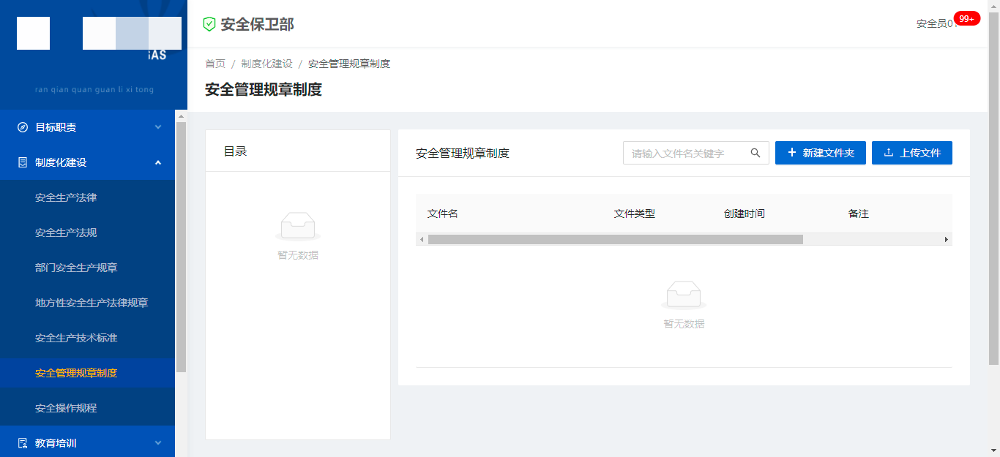 GAS
ran qian quan guan li xi tong
目标职责
制度化建设
安全生产法律
安全生产法规
部门安全生产规章
地方性安全生产法律规章
安全生产技术标准
安全管理规章制度
安全操作规程
教育培训
安全保卫部
安全员01
99+
首页 / 制度化建设 / 安全管理规章制度
安全管理规章制度
目录
暂无数据
安全管理规章制度
请输入文件名关键字
新建文件夹
上传文件
文件名 文件类型 创建时间 备注
暂无数据